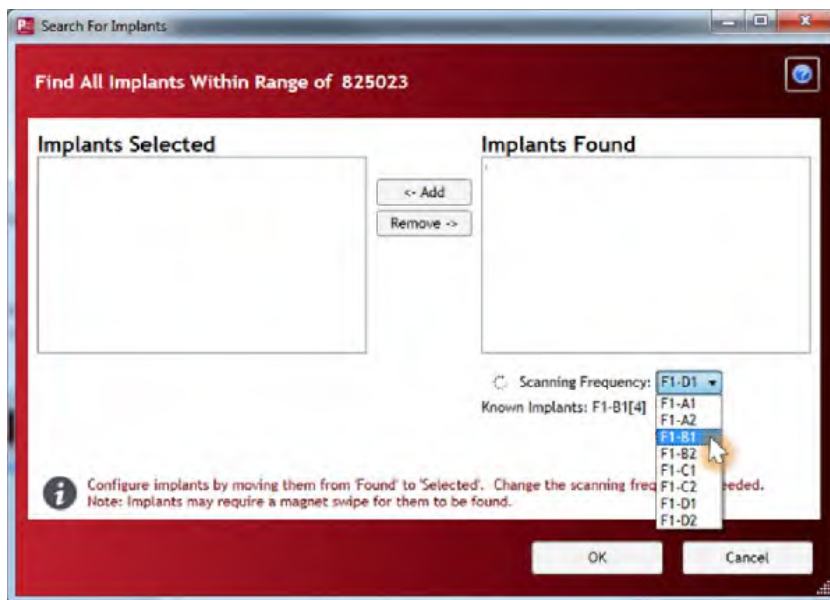 Search For Implants
Find All Implants Within Range of 825023
Implants Selected
Implants Found
<- Add
Remove ->
Scanning Frequency: F1-D1
Known Implants: F1-B1[4]
F1-A1
F1-A2
F1-B1
F1-B2
F1-C1
F1-C2
F1-D1
F1-D2
Configure implants by moving them from 'Found' to 'Selected'. Change the scanning freq eeded.
Note: Implants may require a magnet swipe for them to be found.
OK
Cancel